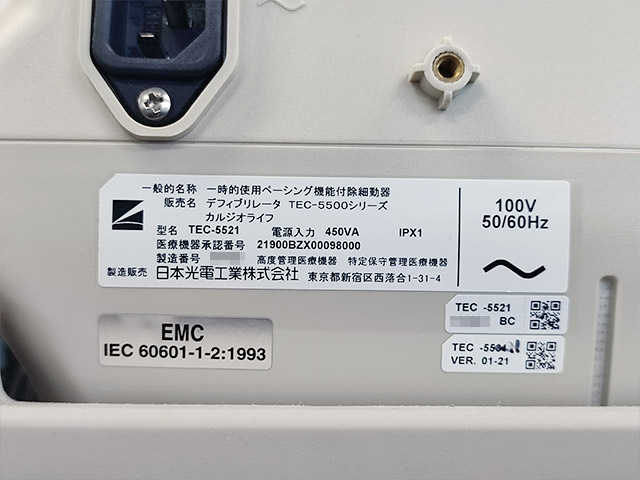 一般的名称 一時的使用ペーシング機能付除細動器
販売名 デフィブリレータ TEC-5500シリーズ
カルジオライフ
型名 TEC-5521 電源入力 450VA IPX1
医療機器承認番号 21900BZX00098000
製造番号 高度管理医療機器 特定保守管理医療機器
製造販売 日本光電工業株式会社 東京都新宿区西落合1-31-4
100V
50/60Hz
TEC -5521
BC
TEC
VER. 01-21
EMC
IEC 60601-1-2:1993